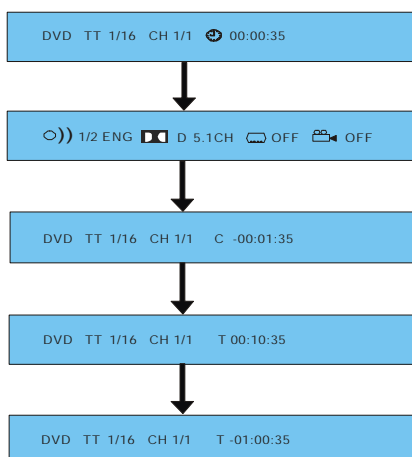 DVD TT 1/16 CH 1/1 00:00:35
1/2 ENG D 5.1CH OFF OFF
DVD TT 1/16 CH 1/1 C -00:01:35
DVD TT 1/16 CH 1/1 T 00:10:35
DVD TT 1/16 CH 1/1 T -01:00:35